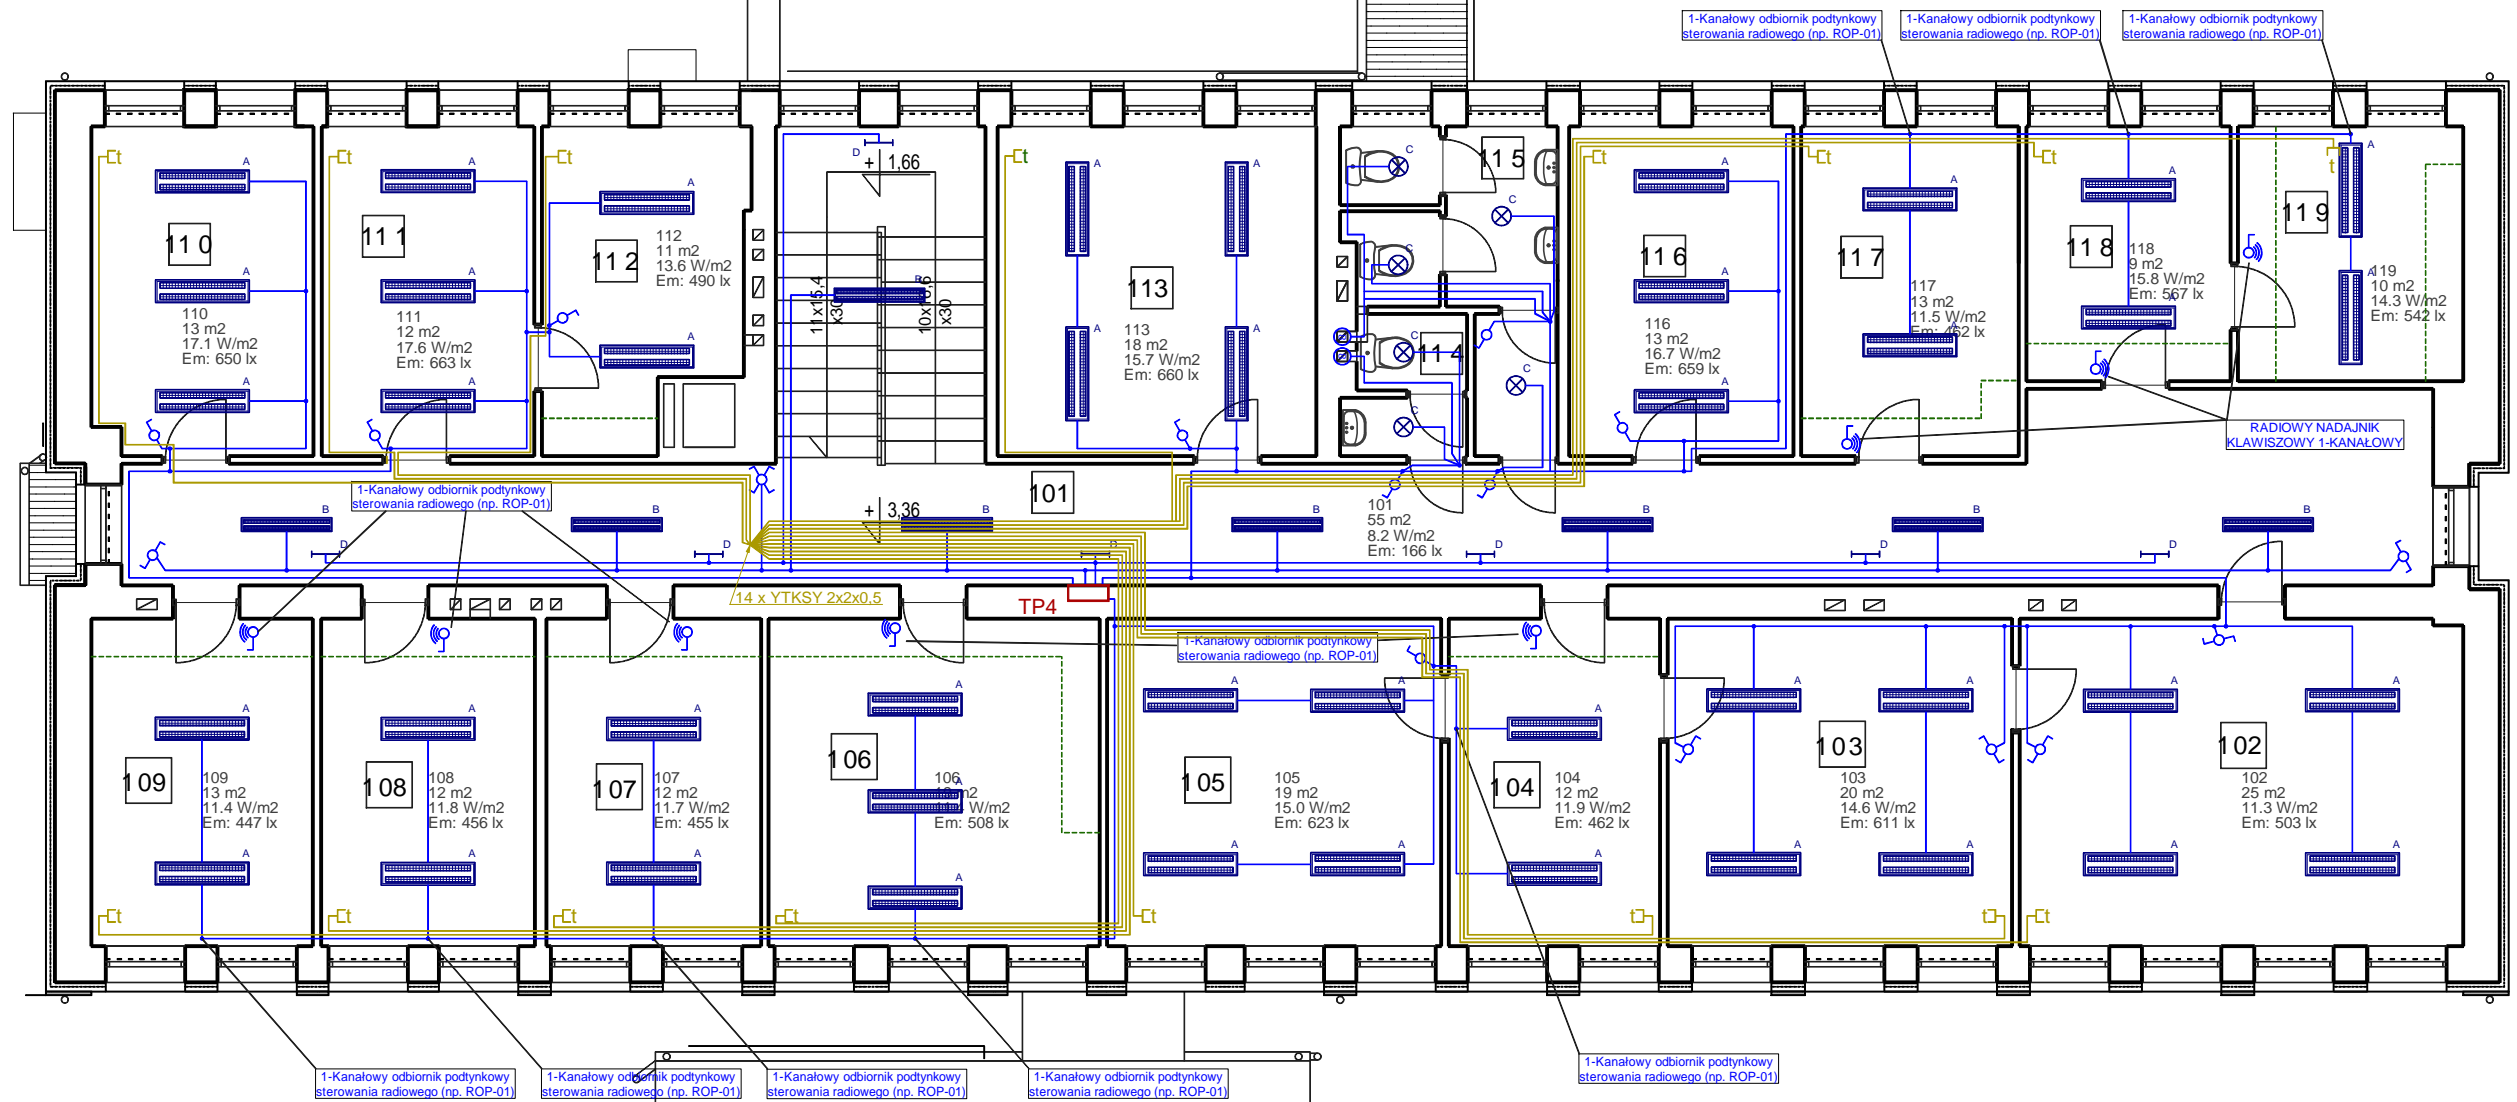 1-Kanałowy odbiornik podtynkowy
sterowania radiowego (np. ROP-01)
1-Kanałowy odbiornik podtynkowy
sterowania radiowego (np. ROP-01)
1-Kanałowy odbiornik podtynkowy
sterowania radiowego (np. ROP-01)
t
A
110
110
13 m2
17.1 W/m2
Em: 650 lx
A
A
t
A
111
111
12 m2
17.6 W/m2
Em: 663 lx
A
A
t
A
112
112
11 m2
13.6 W/m2
Em: 490 lx
A
D
+ 1,66
11x15,4
x30
x30
B
t
A
A
113
113
18 m2
15.7 W/m2
Em: 660 lx
A
A
C
115
C
C
C
114
C
C
t
A
116
116
13 m2
16.7 W/m2
Em: 659 lx
A
A
t
A
117
117
13 m2
11.5 W/m2
Em: 462 lx
A
t
A
118
118
9 m2
15.8 W/m2
Em: 567 lx
A
t
A
119
119
10 m2
14.3 W/m2
Em: 542 lx
A
RADIOWY NADAJNIK
KLAWISZOWY 1-KANAŁOWY
1-Kanałowy odbiornik podtynkowy
sterowania radiowego (np. ROP-01)
101
+ 3,36
101
55 m2
8.2 W/m2
Em: 166 lx
B
B
B
B
B
B
B
D
D
D
D
D
D
14 x YTKSY 2x2x0,5
TP4
1-Kanałowy odbiornik podtynkowy
sterowania radiowego (np. ROP-01)
A
109
109
13 m2
11.4 W/m2
Em: 447 lx
A
t
A
108
108
12 m2
11.8 W/m2
Em: 456 lx
A
t
A
107
107
12 m2
11.7 W/m2
Em: 455 lx
A
t
A
106
106
W/m2
Em: 508 lx
A
A
t
A
A
105
105
19 m2
15.0 W/m2
Em: 623 lx
A
A
t
A
104
104
12 m2
11.9 W/m2
Em: 462 lx
A
t
A
A
103
103
20 m2
14.6 W/m2
Em: 611 lx
A
A
t
A
A
102
102
25 m2
11.3 W/m2
Em: 503 lx
A
A
t
1-Kanałowy odbiornik podtynkowy
sterowania radiowego (np. ROP-01)
1-Kanałowy odbiornik podtynkowy
sterowania radiowego (np. ROP-01)
1-Kanałowy odbiornik podtynkowy
sterowania radiowego (np. ROP-01)
1-Kanałowy odbiornik podtynkowy
sterowania radiowego (np. ROP-01)
1-Kanałowy odbiornik podtynkowy
sterowania radiowego (np. ROP-01)